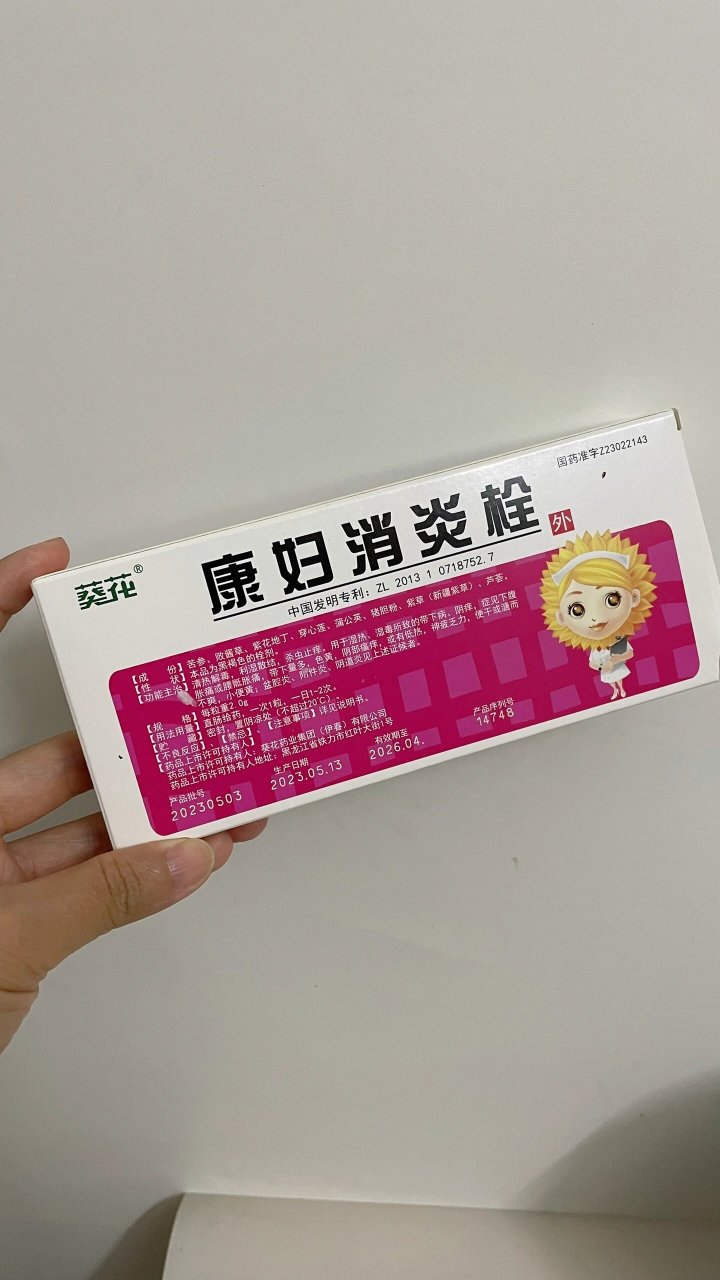 国药准字Z23022143
葵花®
康妇消炎栓 外
中国发明专利：ZL 2013 1 0718752.7
【成 份】苦参、败酱草、紫花地丁、穿心莲、蒲公英、猪胆粉、紫草（新疆紫草）、芦荟。
【性 状】本品为黑褐色的栓剂。
【功能主治】清热解毒，利湿散结，杀虫止痒。用于湿热、湿毒所致的带下病、阴痒，症见下腹
胀痛或腰骶胀痛，带下量多，色黄，阴部瘙痒，或有低热，神疲乏力，便干或溏而
不爽，小便黄；盆腔炎、附件炎、阴道炎见上述证候者。
【规 格】每粒重2.0g
【用法用量】直肠给药，一次1粒，一日1~2次。
【贮 藏】密封，置阴凉处（不超过20℃）。
【不良反应】、【禁忌】、【注意事项】详见说明书。
【药品上市许可持有人】葵花药业集团（伊春）有限公司
药品上市许可持有人地址：黑龙江省铁力市红叶大街1号
产品批号 生产日期 有效期至 产品序列号
20230503 2023.05.13 2026.04. 14748